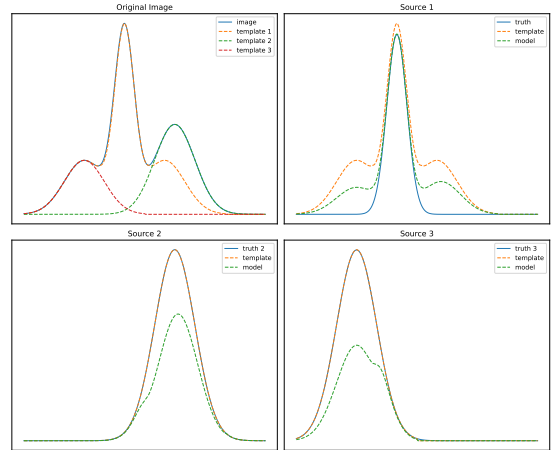 Original Image
image
template 1
template 2
template 3
Source 1
truth
template
model
Source 2
truth 2
template
model
Source 3
truth 3
template
model